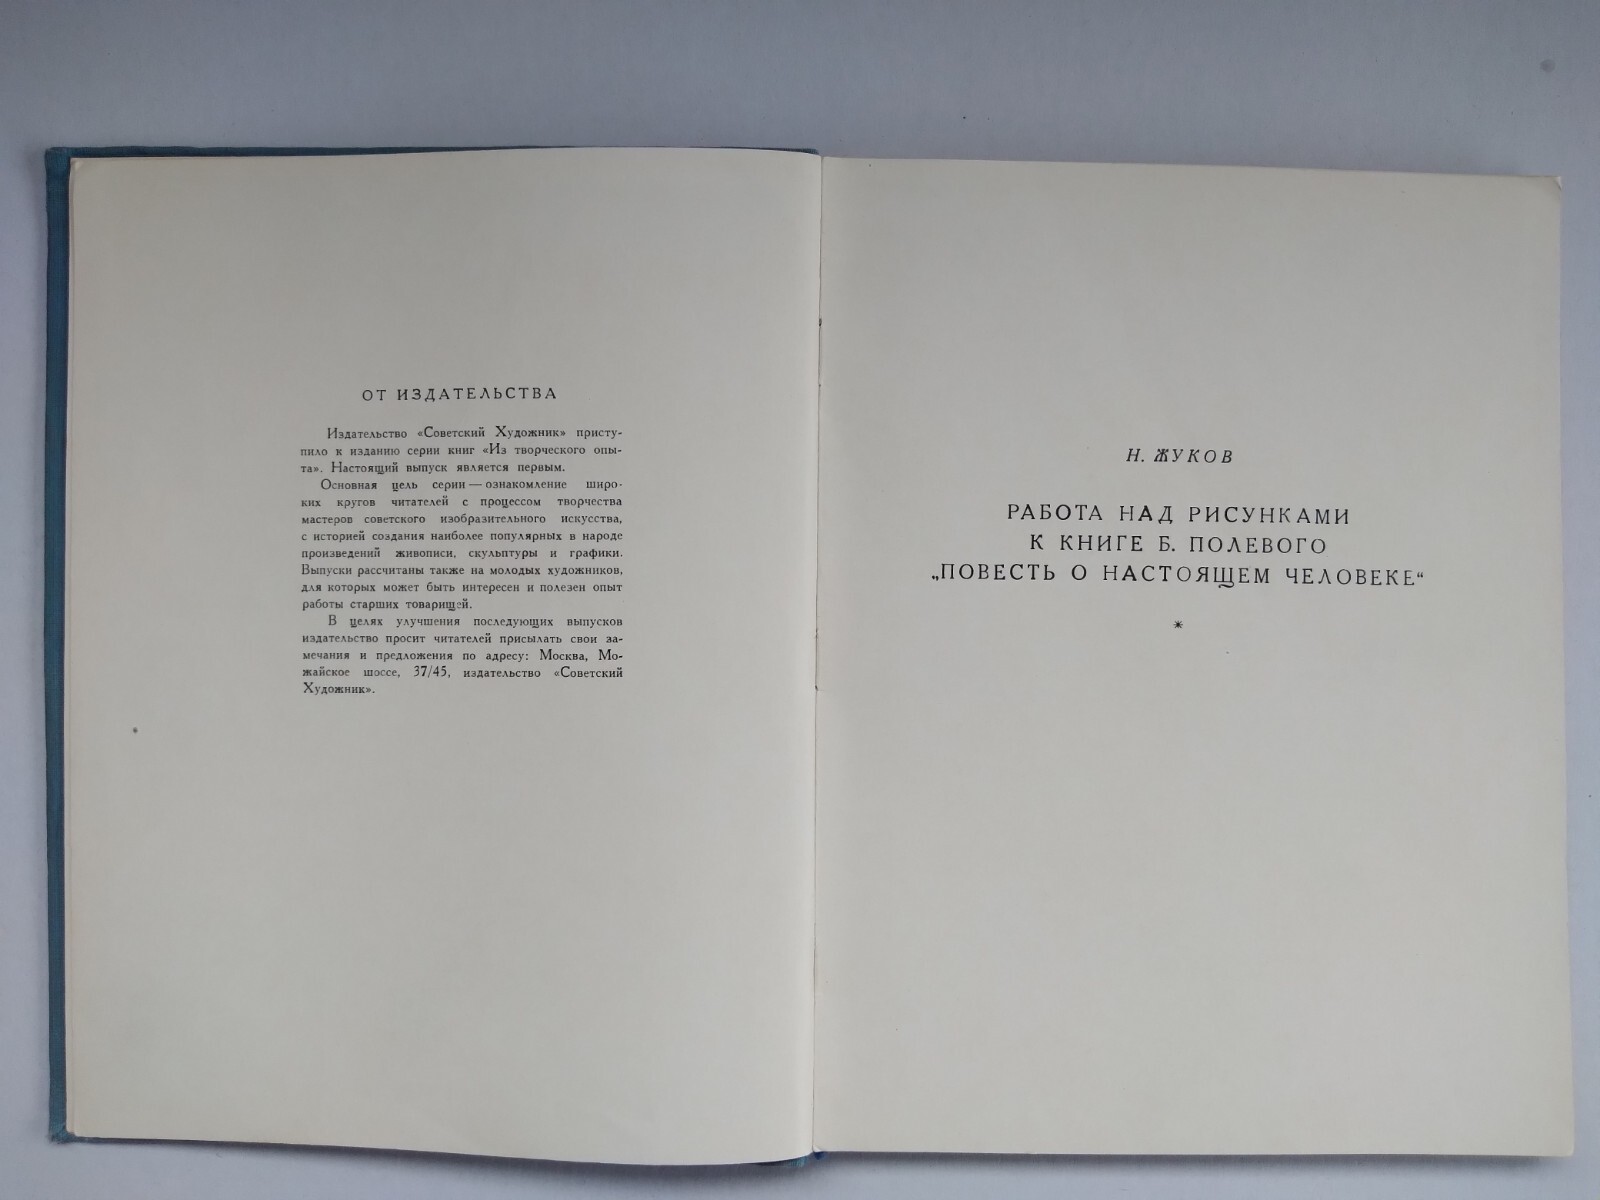 ОТ ИЗДАТЕЛЬСТВА
Издательство «Советский Художник» присту-
пило к изданию серии книг «Из творческого опы-
та». Настоящий выпуск является первым.
Основная цель серии — ознакомление широ-
ких кругов читателей с процессом творчества
мастеров советского изобразительного искусства,
с историей создания наиболее популярных в народе
произведений живописи, скульптуры и графики.
Выпуски рассчитаны также на молодых художников,
для которых может быть интересен и полезен опыт
работы старших товарищей.
В целях улучшения последующих выпусков
издательство просит читателей присылать свои за-
мечания и предложения по адресу: Москва, Мо-
жайское шоссе, 37/45, издательство «Советский
Художник».
Н. ЖУКОВ
РАБОТА НАД РИСУНКАМИ
К КНИГЕ Б. ПОЛЕВОГО
„ПОВЕСТЬ О НАСТОЯЩЕМ ЧЕЛОВЕКЕ“
*